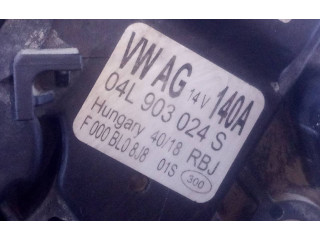 VW AG 14V 140A
04L 903 024 S
Hungary 40/18 RBJ
F 000 BL0 8J8 01S 300